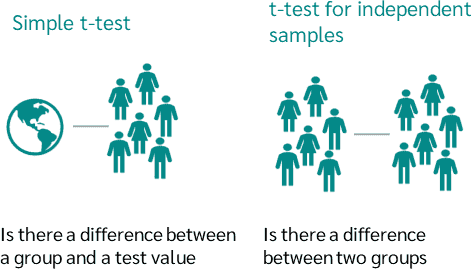 Simple t-test
t-test for independent
samples
Is there a difference between
a group and a test value
Is there a difference
between two groups